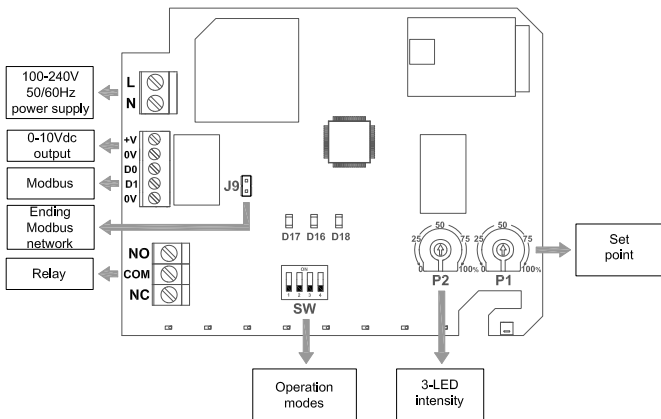 100-240V
50/60Hz
power supply
L
N
0-10Vdc
output
+V
0V
D0
Modbus
D1
0V
J9
Ending
Modbus
network
D17 D16 D18
Relay
NO
COM
NC
ON
1 2 3 4
SW
0 25 50 75 100%
P2
0 25 50 75 100%
P1
Set
point
Operation
modes
3-LED
intensity